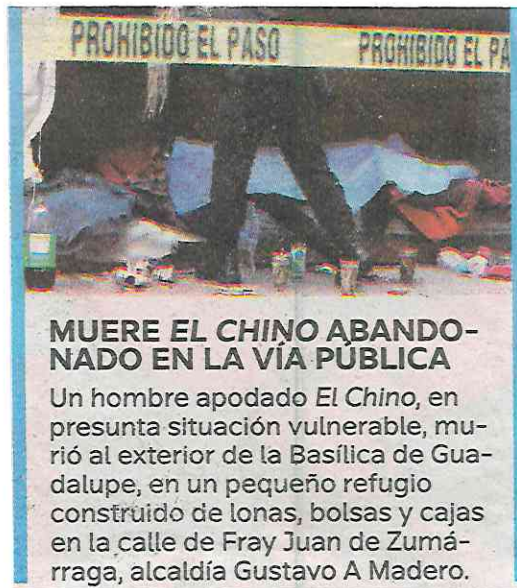 PROHIBIDO EL PASO PROHIBIDO EL PA
MUERE EL CHINO ABANDO-
NADO EN LA VÍA PÚBLICA
Un hombre apodado El Chino, en
presunta situación vulnerable, mu-
rió al exterior de la Basílica de Gua-
dalupe, en un pequeño refugio
construido de lonas, bolsas y cajas
en la calle de Fray Juan de Zumá-
rraga, alcaldía Gustavo A Madero.